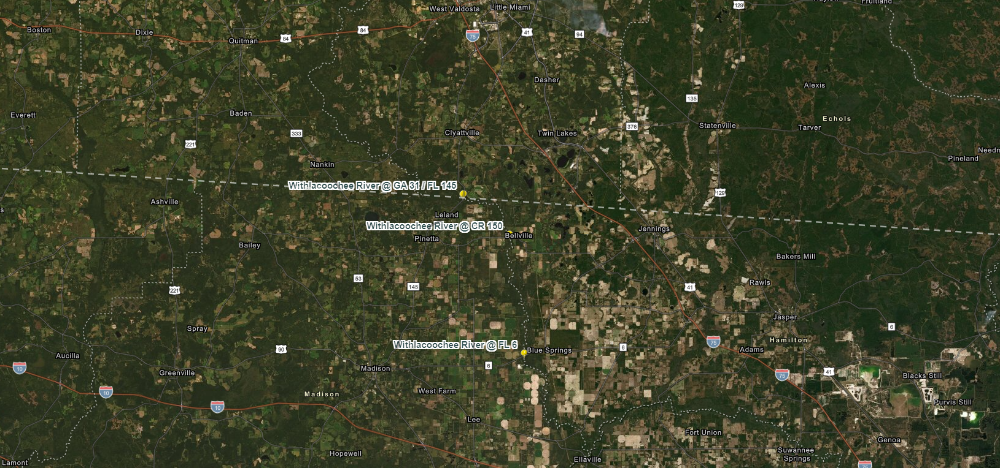 West Valdosta
Little Miami
129
Fruitland
Boston
Dixie
Quitman
84
84
75
41
94
Dasher
Alexis
135
Everett
Baden
333
Clyattville
Twin Lakes
376
Statenville
Echols
Tarver
221
Nankin
Pineland
Needm
Withlacoochee River @ GA 31 / FL 145
129
Ashville
s
Leland
Withlacoochee River @ CR 150
Pinetta
Bellville
Jennings
Bailey
Bakers Mill
53
145
221
41
Rawls
Jasper
Spray
6
Hamilton
75
Withlacoochee River @ FL 6
Blue Springs
6
Adams
90
Aucilla
10
Greenville
Madison
6
75
41
Blacks Still
10
Madison
West Farm
10
Purvis Still
Lee
Fort Union
Genoa
Hopewell
Suwannee
Springs
Ellaville
Lamont
75